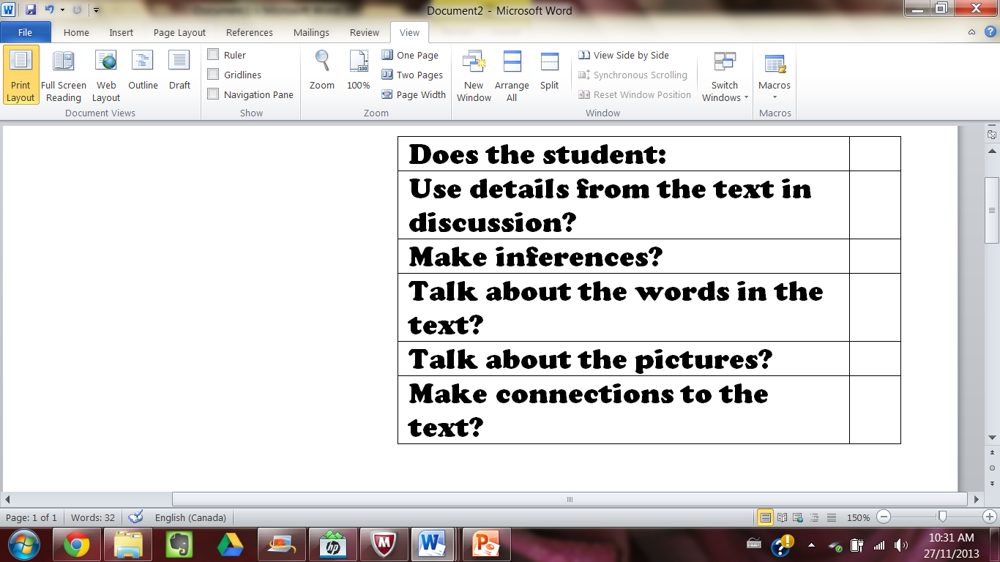 Document2 - Microsoft Word
File Home Insert Page Layout References Mailings Review View
Ruler
Gridlines
Navigation Pane
One Page
Two Pages
Page Width
View Side by Side
Synchronous Scrolling
Reset Window Position
Print Layout
Full Screen Reading
Web Layout
Outline
Draft
Zoom
100%
New Window
Arrange All
Split
Switch Windows
Macros
Document Views Show Zoom Window Macros
Does the student:
Use details from the text in
discussion?
Make inferences?
Talk about the words in the
text?
Talk about the pictures?
Make connections to the
text?
Page: 1 of 1 Words: 32 English (Canada) 150%
10:31 AM
27/11/2013